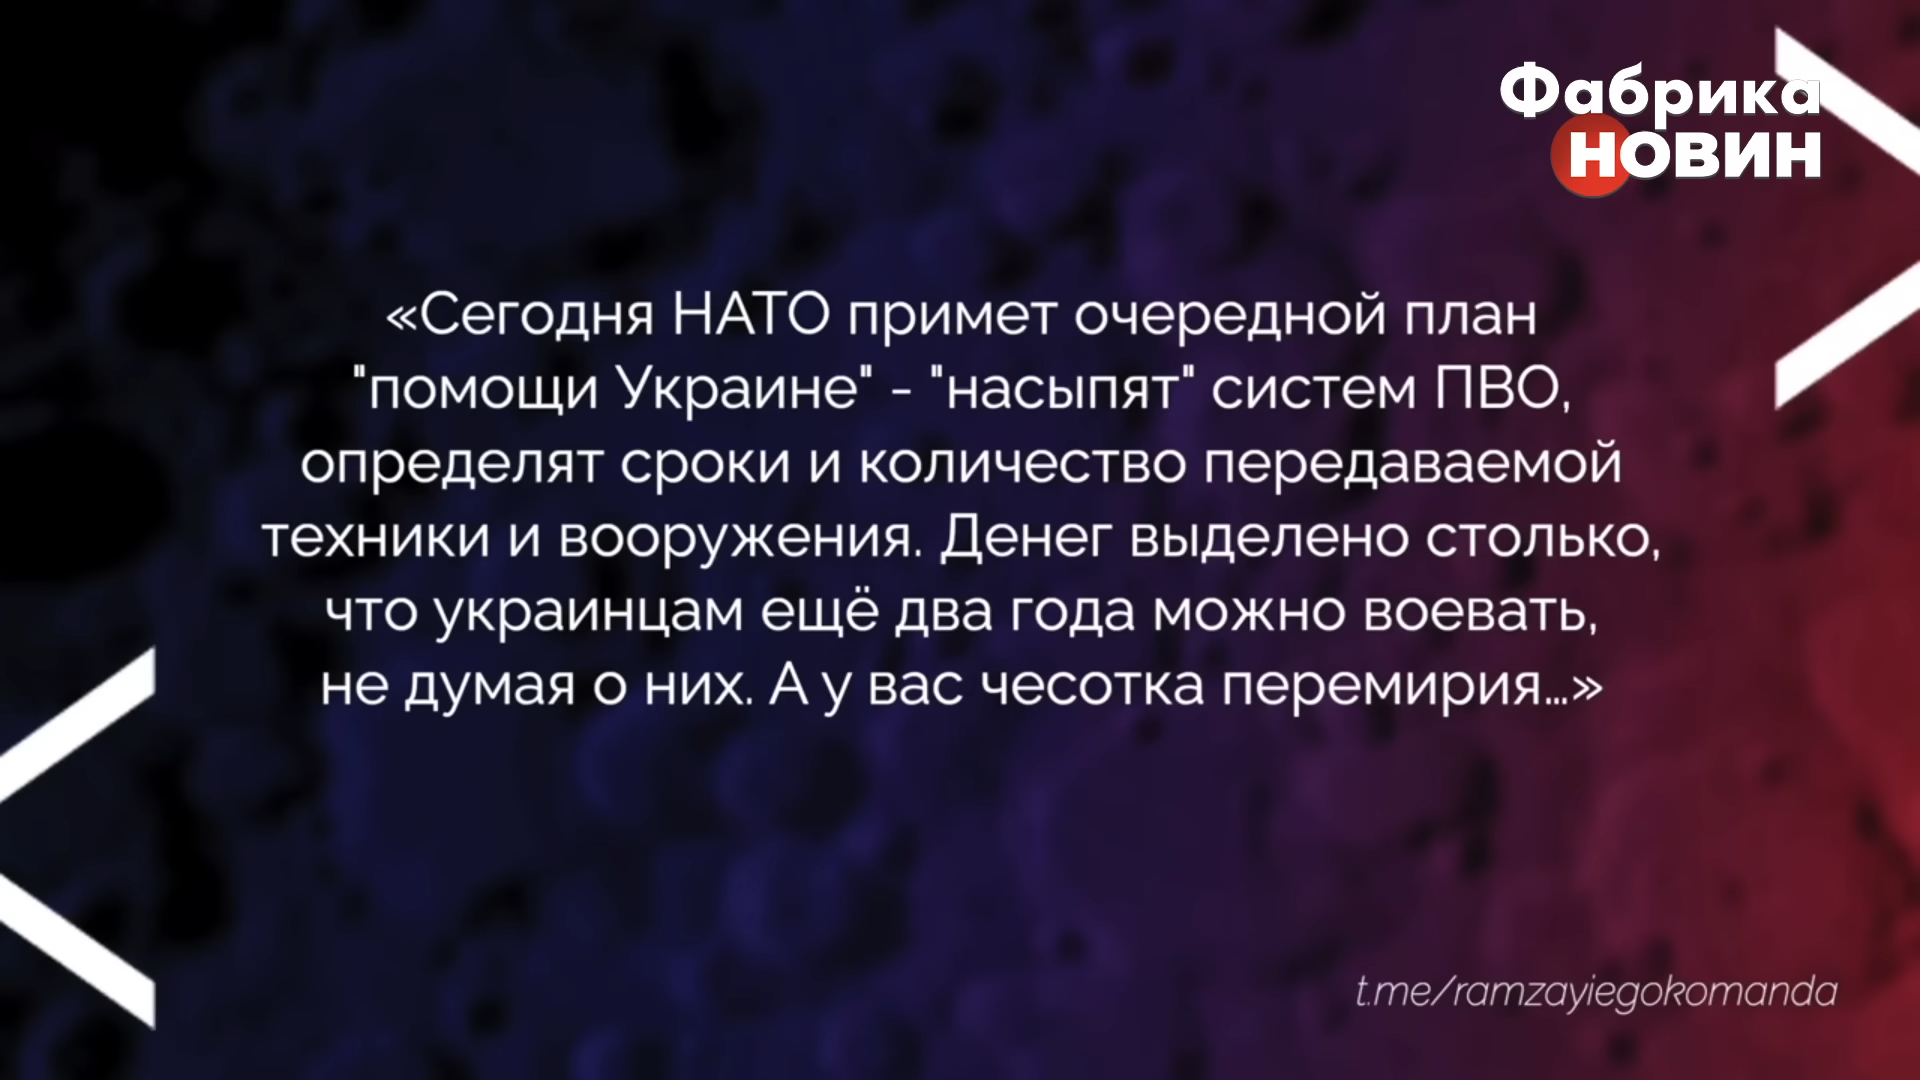 Фабрика
новин
«Сегодня НАТО примет очередной план
"помощи Украине" - "насыпят" систем ПВО,
определят сроки и количество передаваемой
техники и вооружения. Денег выделено столько,
что украинцам ещё два года можно воевать,
не думая о них. А у вас чесотка перемирия...»
t.me/ramzayiegokomanda